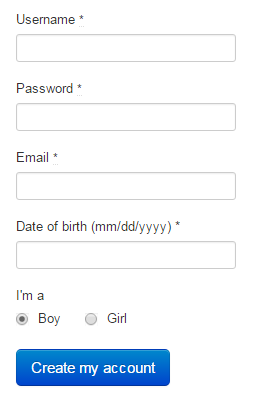 Username *
Password *
Email *
Date of birth (mm/dd/yyyy) *
I'm a
Boy Girl
Create my account